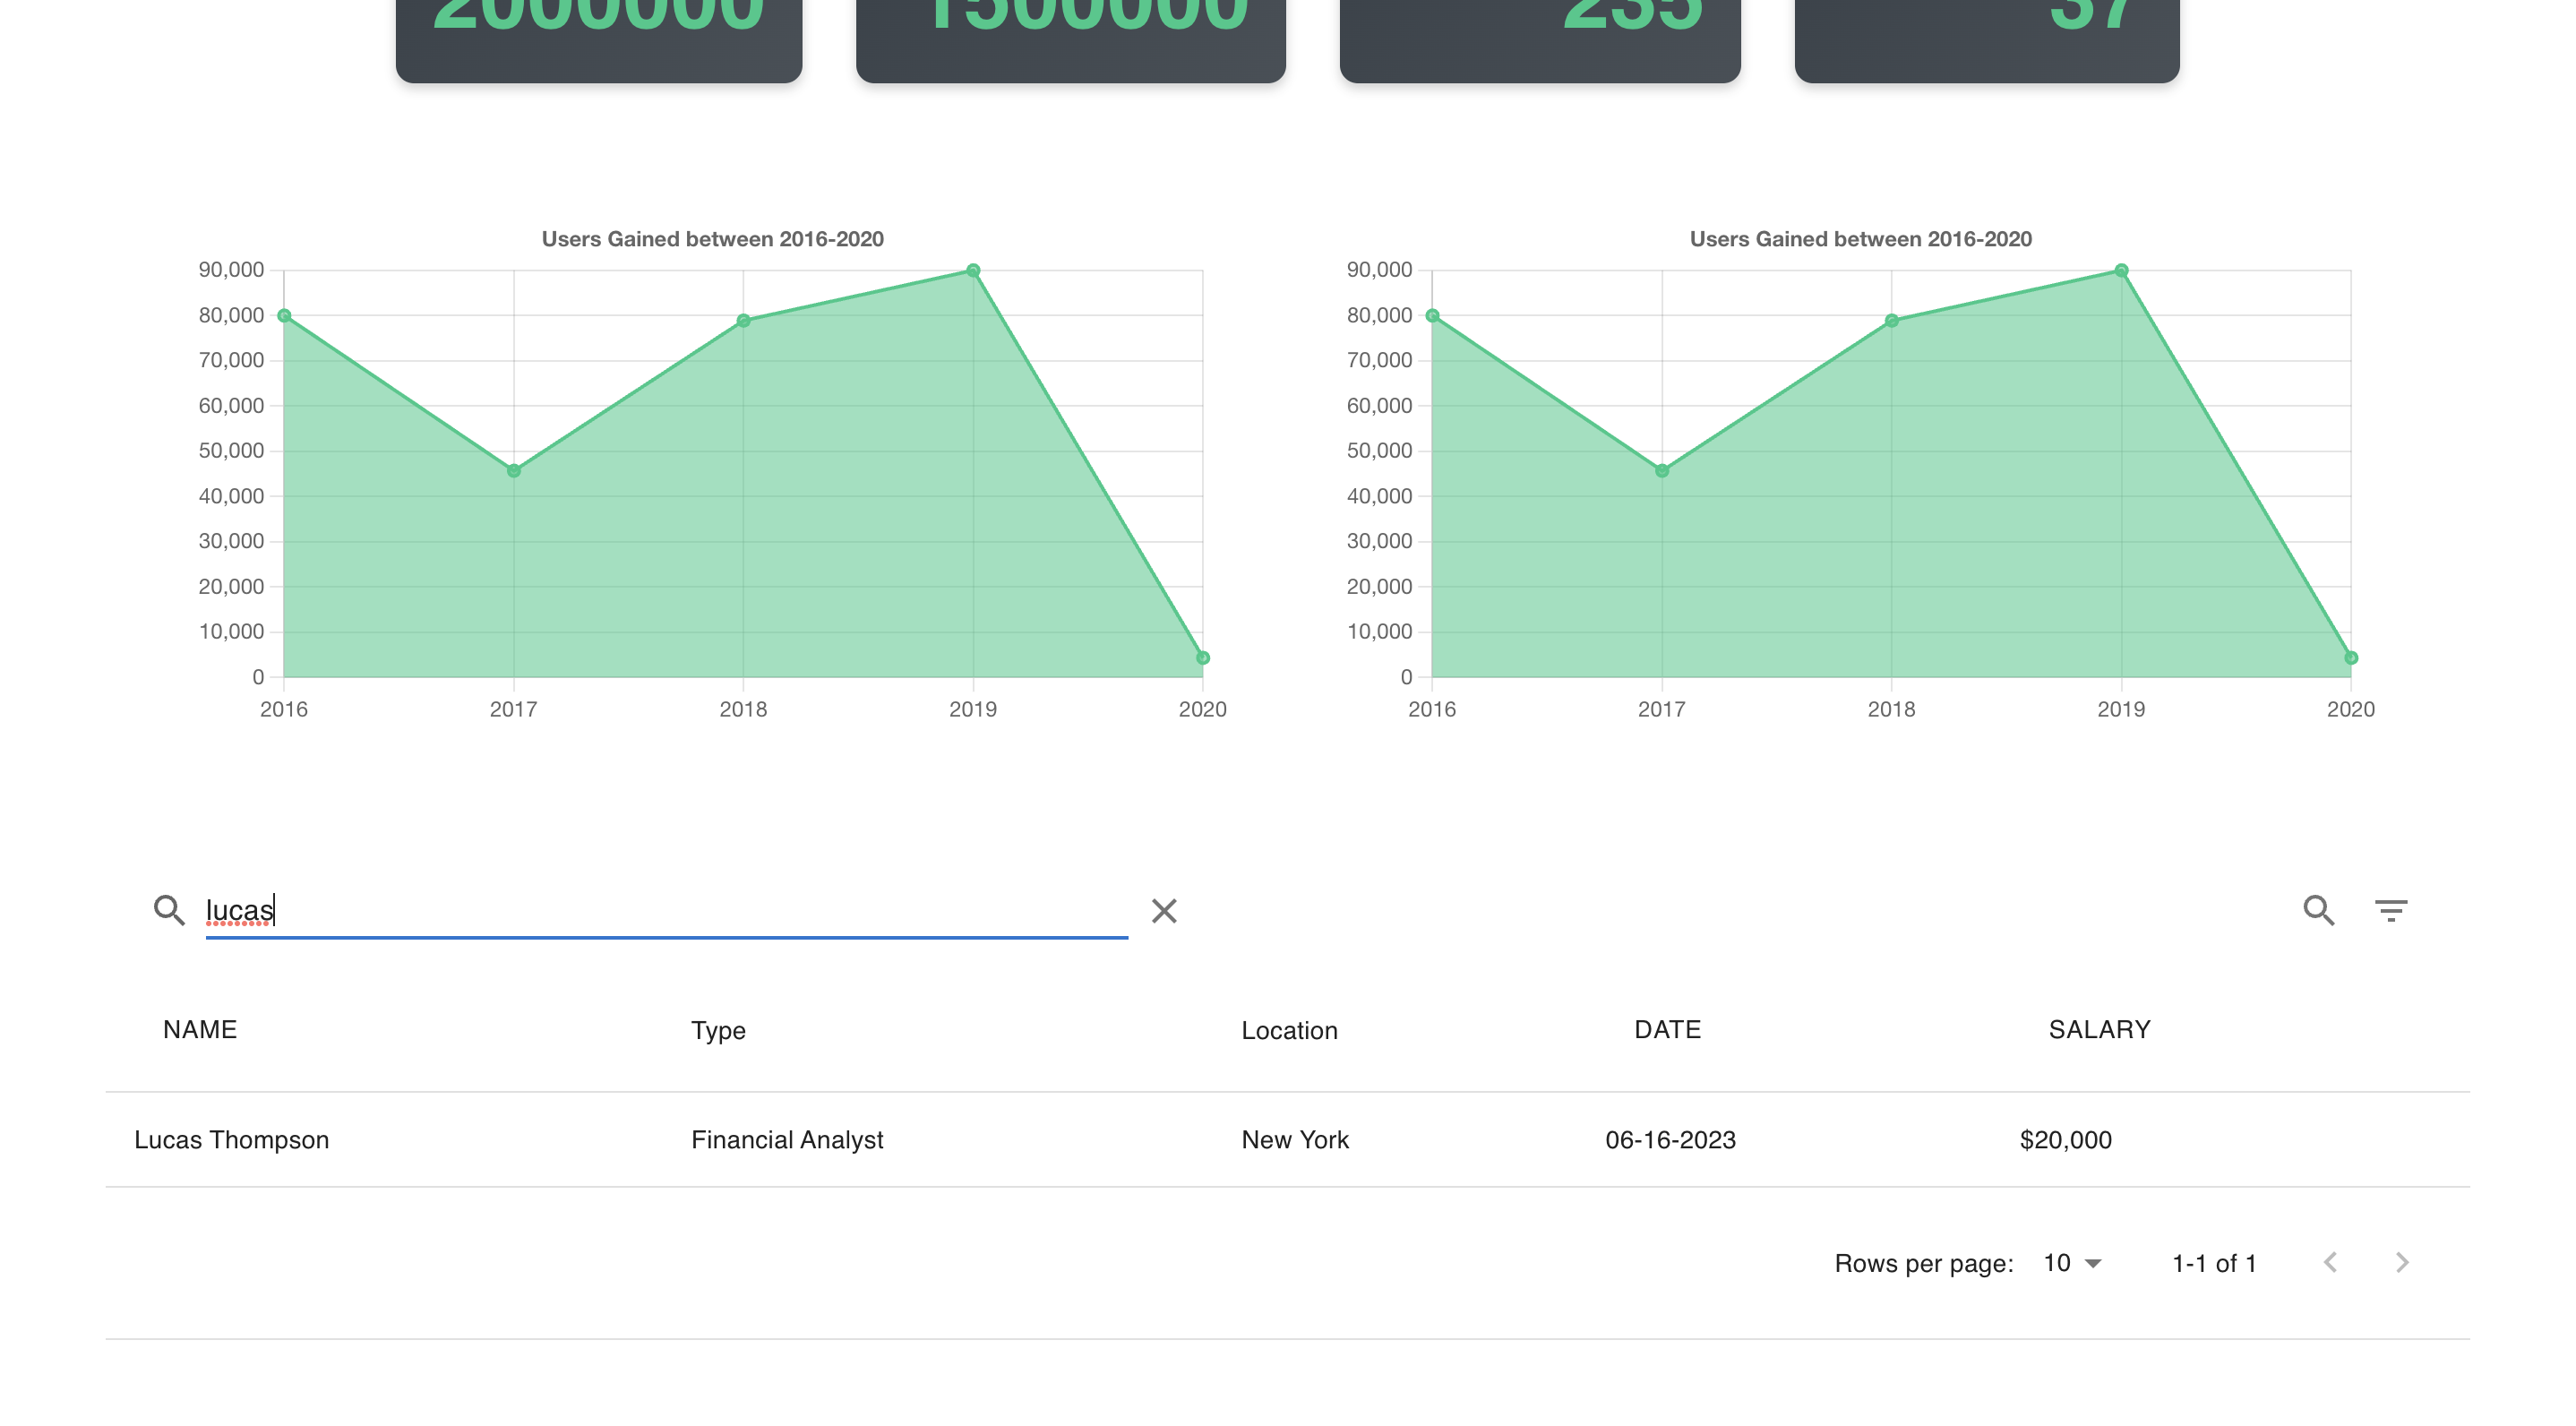 2000000 1500000 235 37
Users Gained between 2016-2020
90,000
80,000
70,000
60,000
50,000
40,000
30,000
20,000
10,000
0
2016 2017 2018 2019 2020
Users Gained between 2016-2020
90,000
80,000
70,000
60,000
50,000
40,000
30,000
20,000
10,000
0
2016 2017 2018 2019 2020
lucas
NAME Type Location DATE SALARY
Lucas Thompson Financial Analyst New York 06-16-2023 $20,000
Rows per page: 10 1-1 of 1